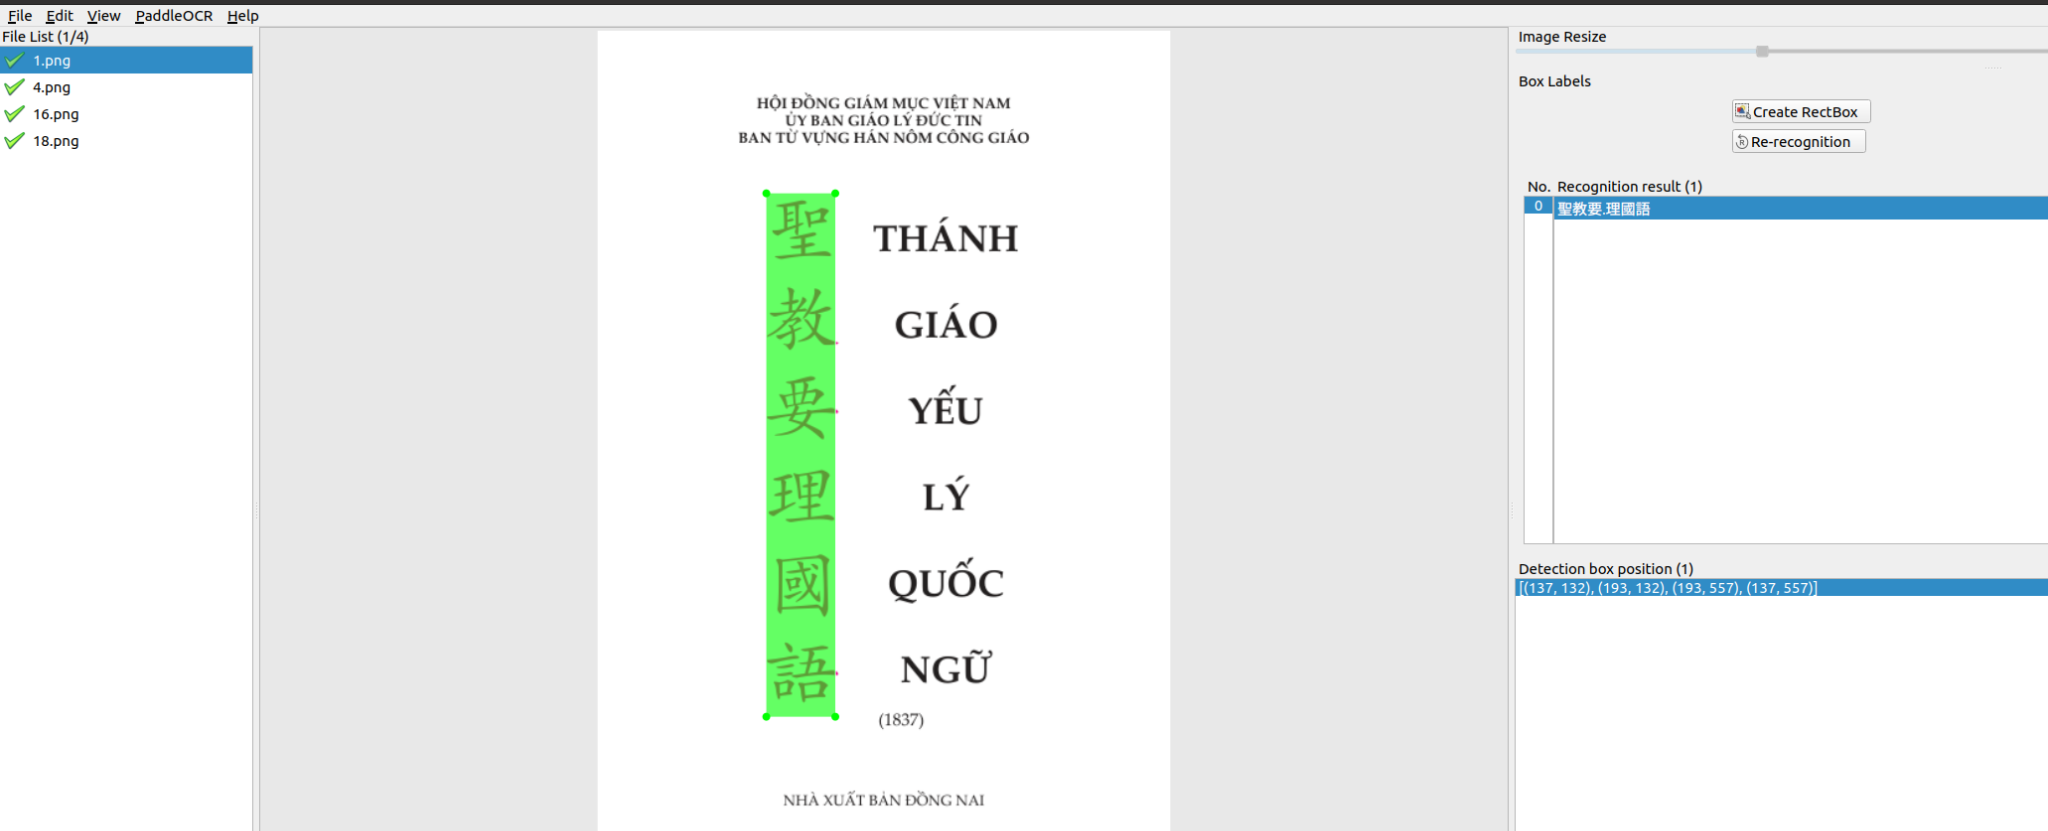 File Edit View PaddleOCR Help
File List (1/4)
1.png
4.png
16.png
18.png
HỘI ĐỒNG GIÁM MỤC VIỆT NAM
ỦY BAN GIÁO LÝ ĐỨC TIN
BAN TỪ VỰNG HÁN NÔM CÔNG GIÁO
聖
教
要
理
國
語
THÁNH
GIÁO
YẾU
LÝ
QUỐC
NGỮ
(1837)
NHÀ XUẤT BẢN ĐỒNG NAI
Image Resize
Box Labels
Create RectBox
Re-recognition
No. Recognition result (1)
0 聖教要.理國語
Detection box position (1)
[(137, 132), (193, 132), (193, 557), (137, 557)]